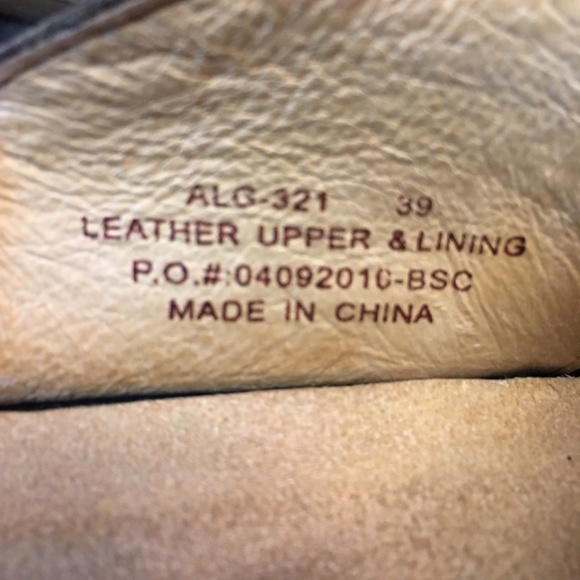 ALG-321 39
LEATHER UPPER & LINING
P.O.#:04092010-BSC
MADE IN CHINA